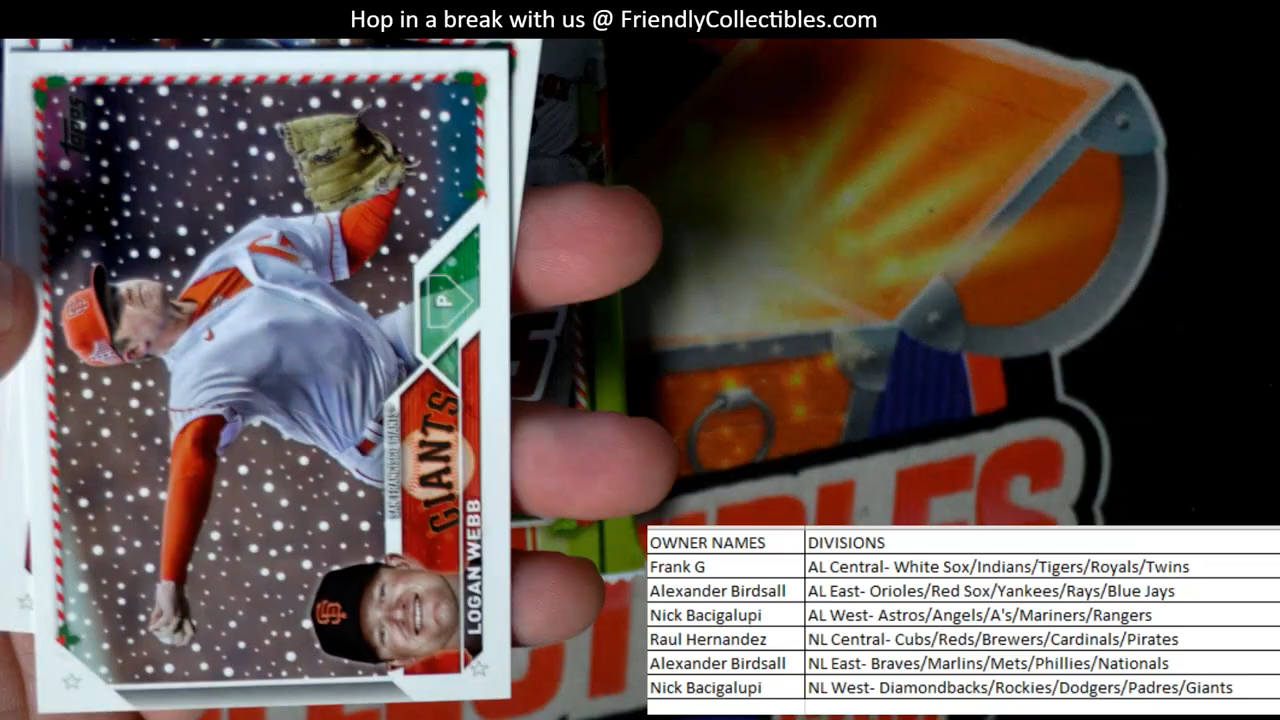 Hop in a break with us @ FriendlyCollectibles.com
Topps
P
SAN FRANCISCO GIANTS
GIANTS
LOGAN WEBB
SF
OWNER NAMES DIVISIONS
Frank G AL Central- White Sox/Indians/Tigers/Royals/Twins
Alexander Birdsall AL East- Orioles/Red Sox/Yankees/Rays/Blue Jays
Nick Bacigalupi AL West- Astros/Angels/A's/Mariners/Rangers
Raul Hernandez NL Central- Cubs/Reds/Brewers/Cardinals/Pirates
Alexander Birdsall NL East- Braves/Marlins/Mets/Phillies/Nationals
Nick Bacigalupi NL West- Diamondbacks/Rockies/Dodgers/Padres/Giants